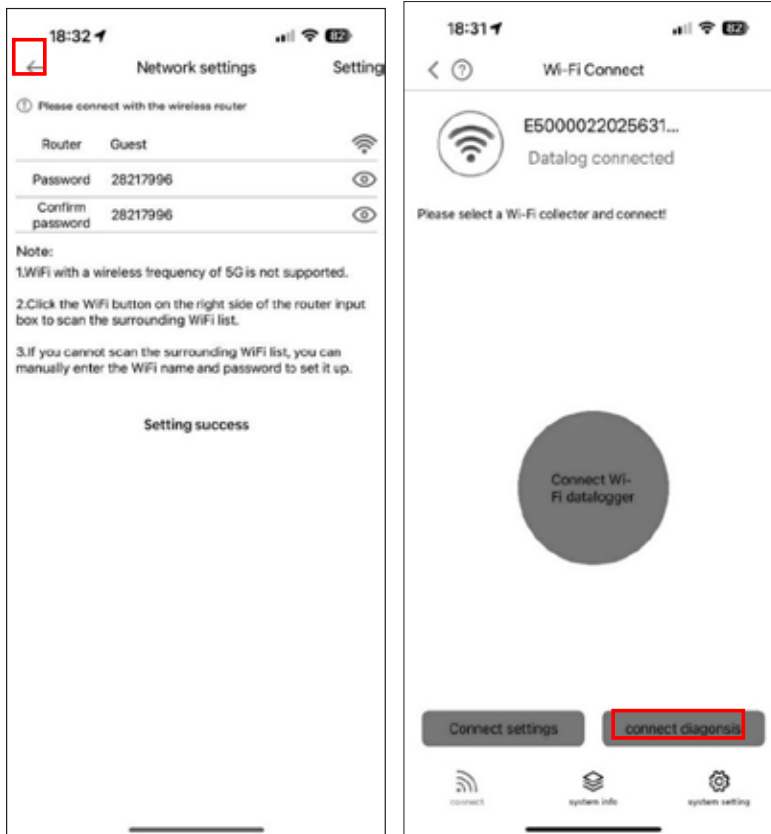 18:32
82
Network settings
Setting
Please connect with the wireless router
Router Guest
Password 28217996
Confirm
password
28217996
Note:
1.WiFi with a wireless frequency of 5G is not supported.
2.Click the WiFi button on the right side of the router input
box to scan the surrounding WiFi list.
3.If you cannot scan the surrounding WiFi list, you can
manually enter the WiFi name and password to set it up.
Setting success
18:31
82
Wi-Fi Connect
E5000022025631...
Datalog connected
Please select a Wi-Fi collector and connect!
Connect Wi-
Fi datalogger
Connect settings
connect diagonsis
connect
system info
system setting